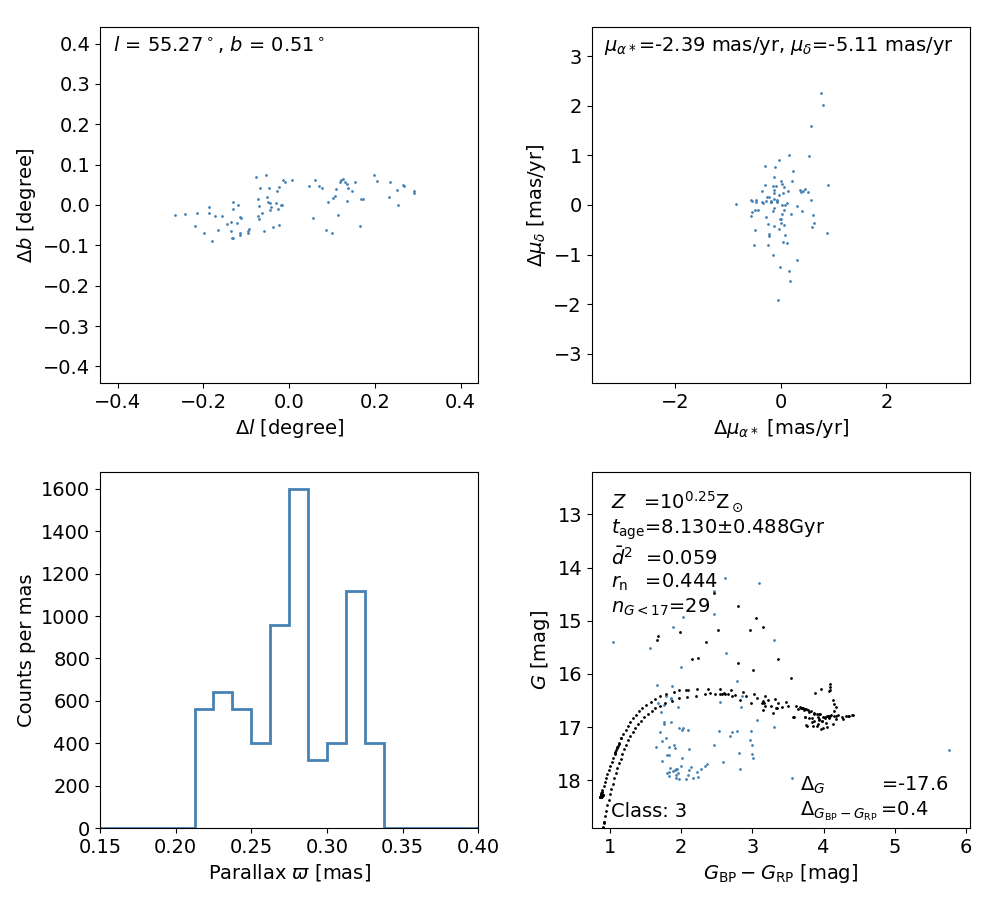 l = 55.27°, b = 0.51°
0.4
0.3
0.2
0.1
0.0
−0.1
−0.2
−0.3
−0.4
Δb [degree]
−0.4 −0.2 0.0 0.2 0.4
Δl [degree]
μα*=-2.39 mas/yr, μδ=-5.11 mas/yr
3
2
1
0
−1
−2
−3
Δμδ [mas/yr]
−2 0 2
Δμα* [mas/yr]
1600
1400
1200
1000
800
600
400
200
0
Counts per mas
0.15 0.20 0.25 0.30 0.35 0.40
Parallax ϖ [mas]
Z =10^0.25 Z⊙
t_age=8.130±0.488Gyr
d̄² =0.059
r_n =0.444
n_G<17=29
13
14
15
16
17
18
G [mag]
Δ_G =-17.6
Δ_GBP−GRP =0.4
Class: 3
1 2 3 4 5 6
G_BP − G_RP [mag]